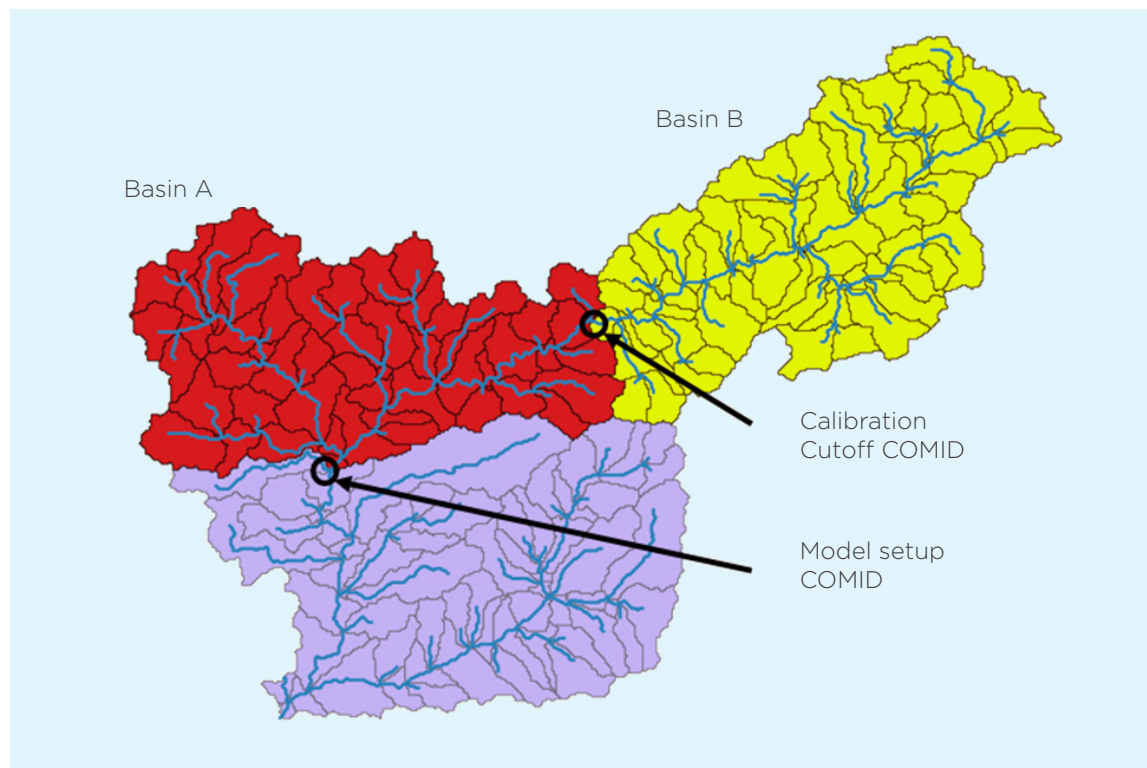 Basin B
Basin A
Calibration
Cutoff COMID
Model setup
COMID